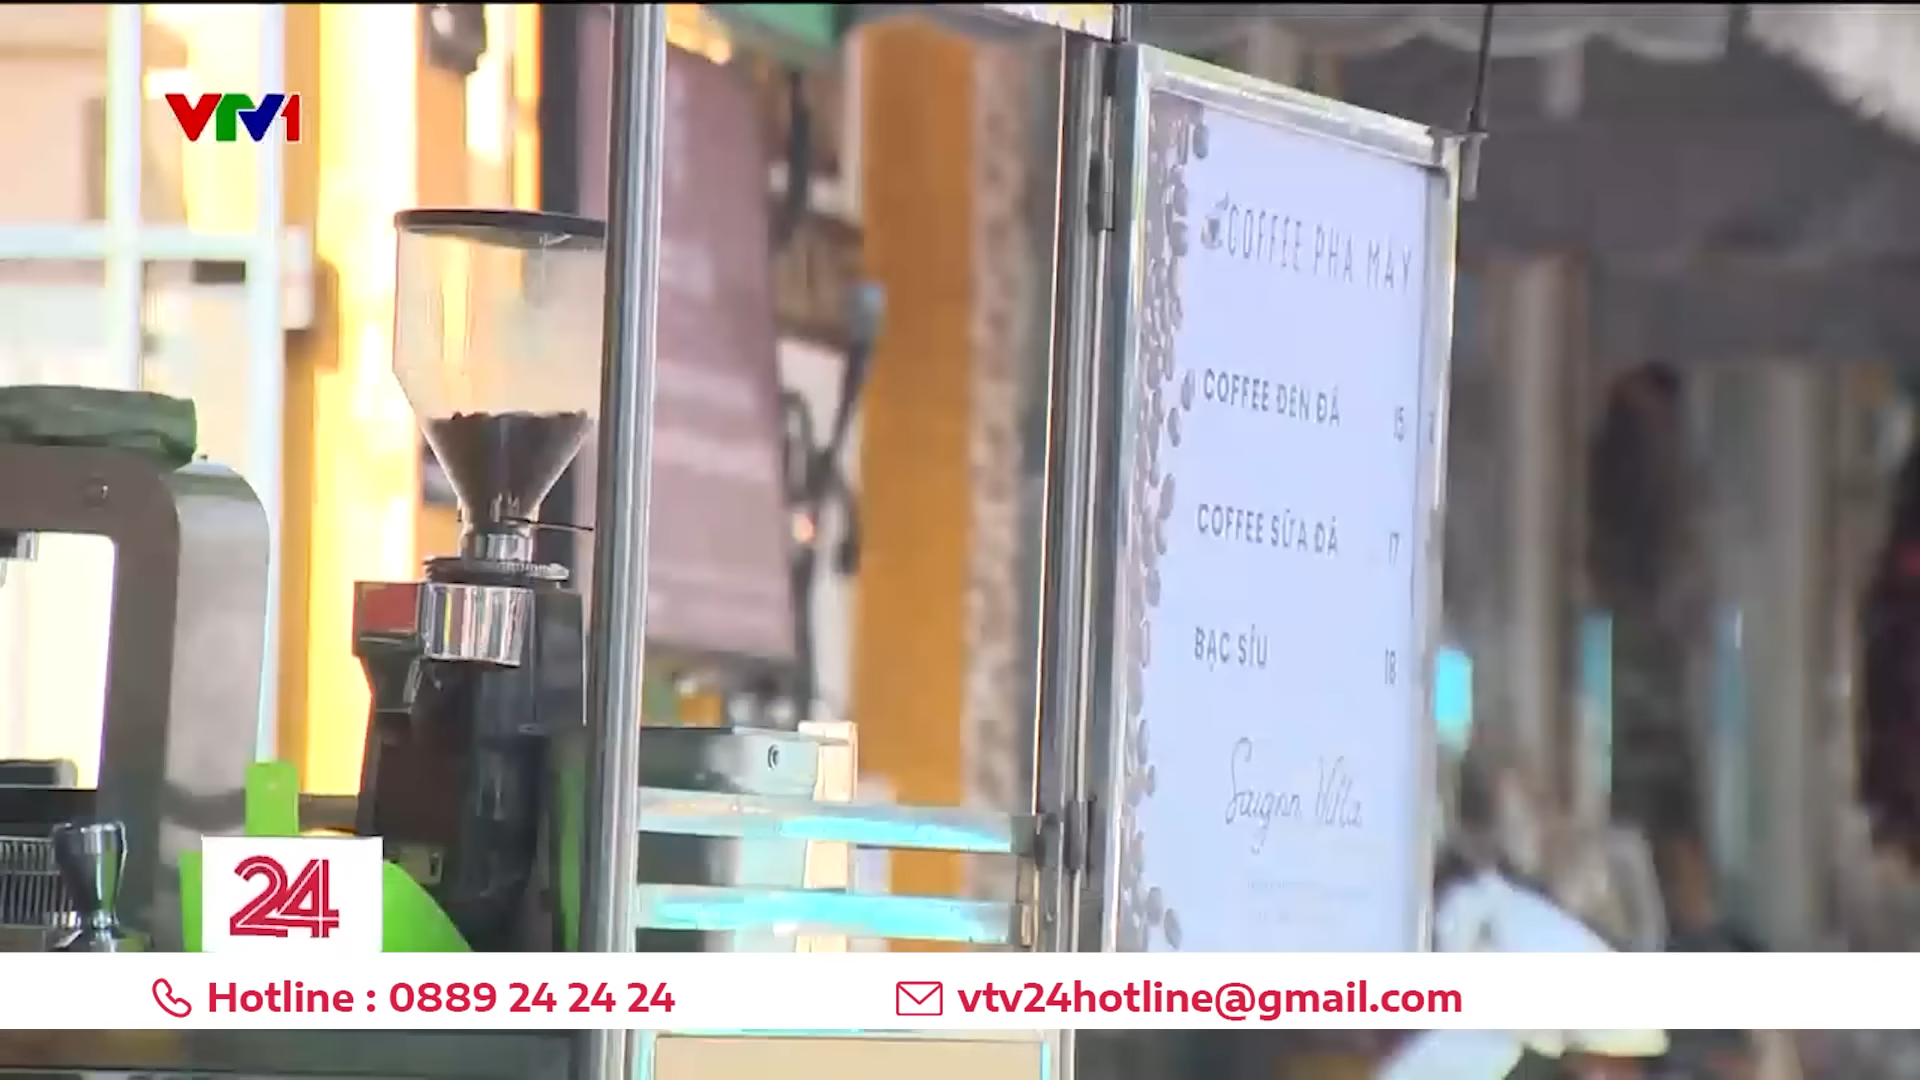 VTV1
COFFEE PHA MÁY
COFFEE ĐEN ĐÁ 15
COFFEE SỮA ĐÁ 17
BẠC SỈU 18
Saigon Villa
24
Hotline : 0889 24 24 24
vtv24hotline@gmail.com